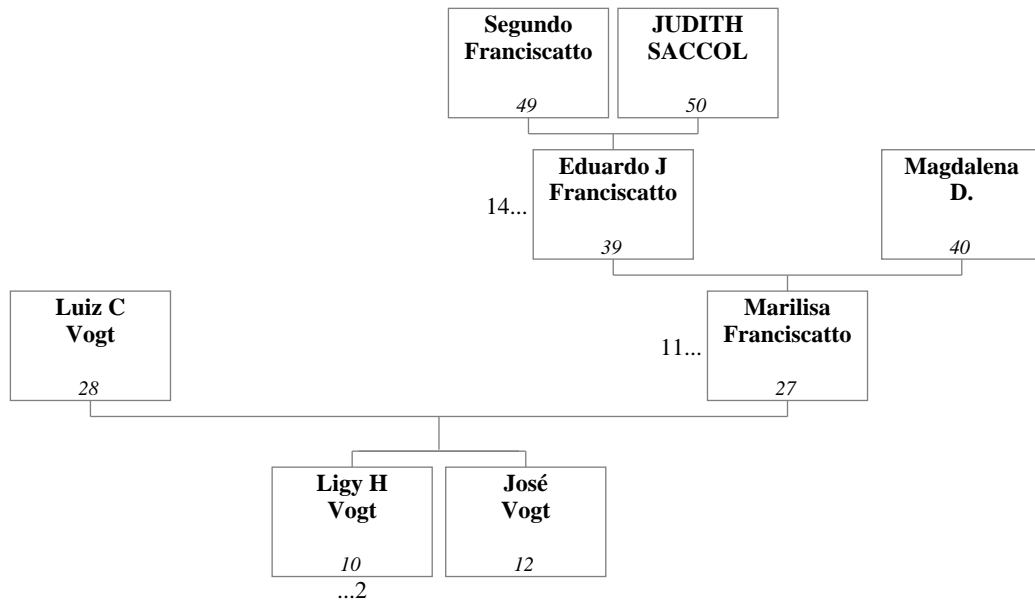 Segundo
Franciscatto
49
JUDITH
SACCOL
50
Eduardo J
Franciscatto
39
14...
Magdalena
D.
40
Luiz C
Vogt
28
11...
Marilisa
Franciscatto
27
Ligy H
Vogt
10
...2
José
Vogt
12